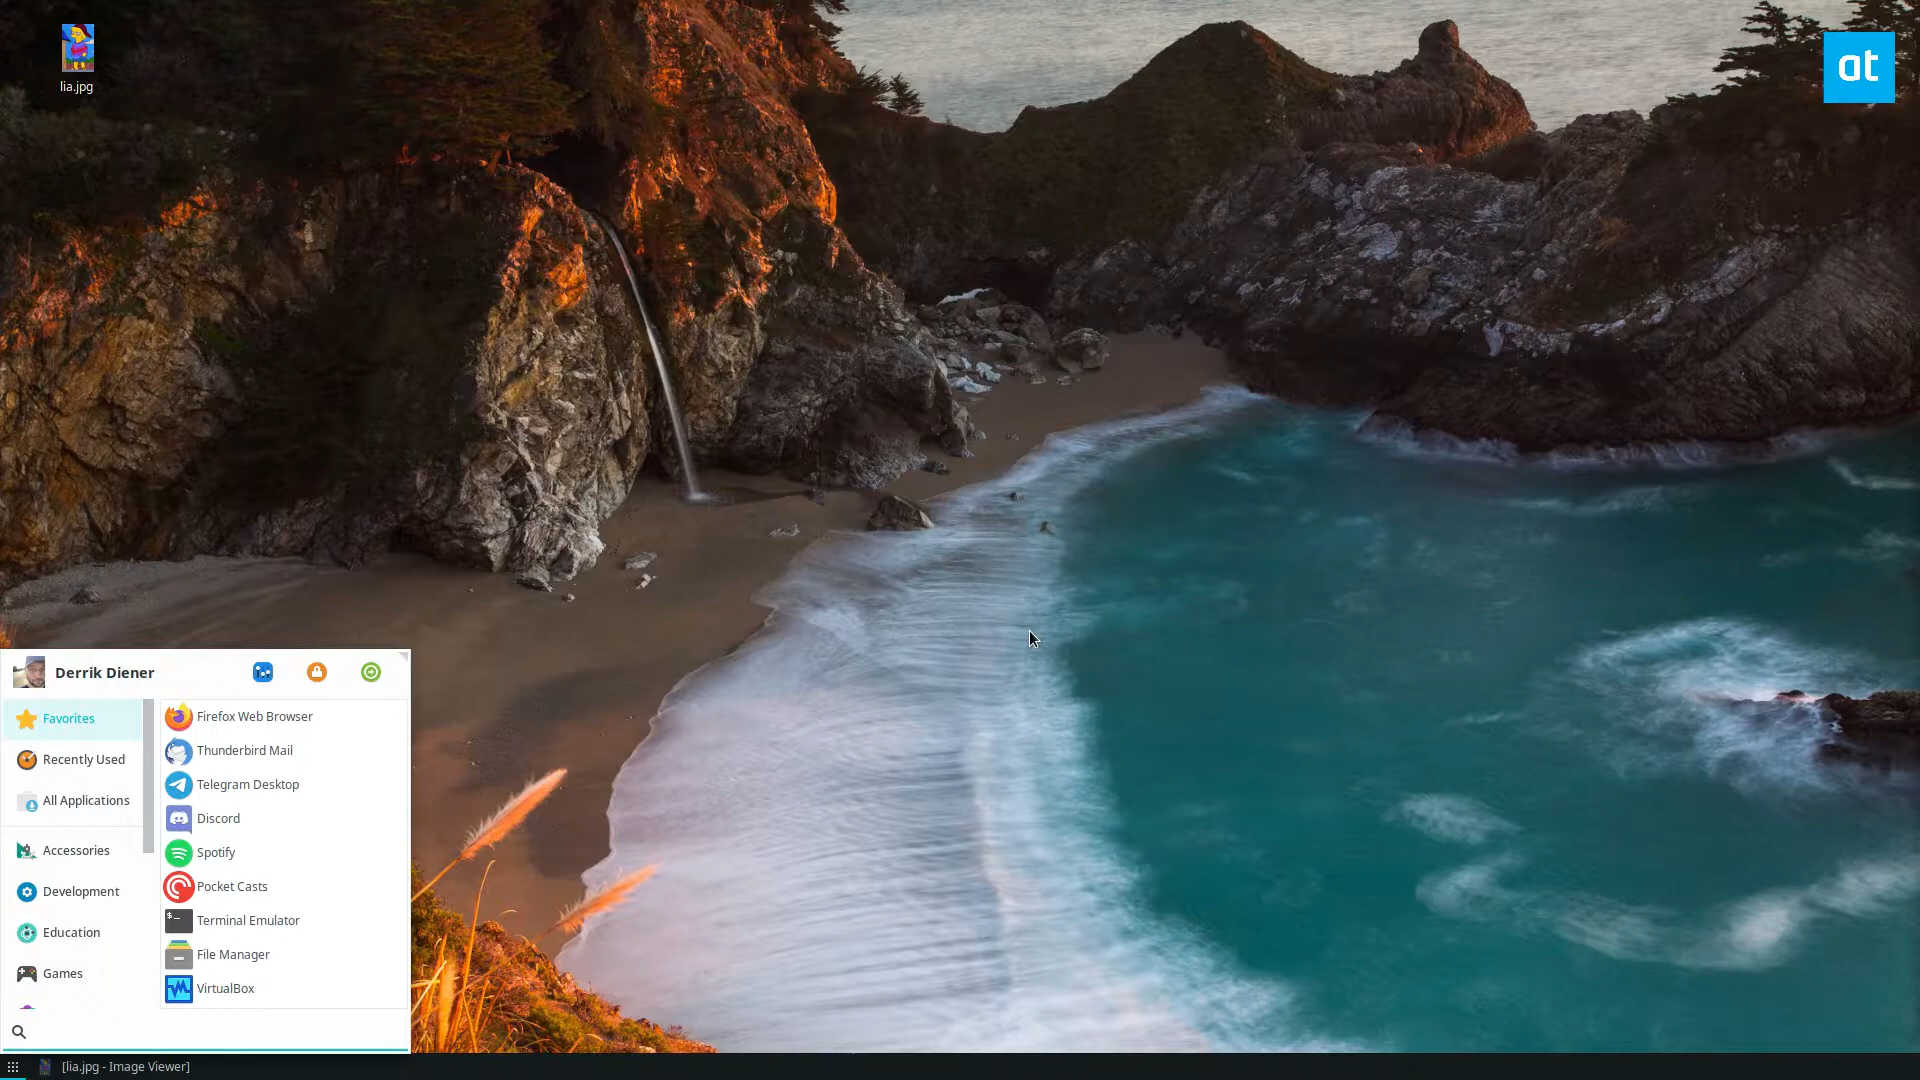 lia.jpg
at
Derrik Diener
Favorites
Recently Used
All Applications
Accessories
Development
Education
Games
Firefox Web Browser
Thunderbird Mail
Telegram Desktop
Discord
Spotify
Pocket Casts
Terminal Emulator
$_
File Manager
VirtualBox
[lia.jpg - Image Viewer]